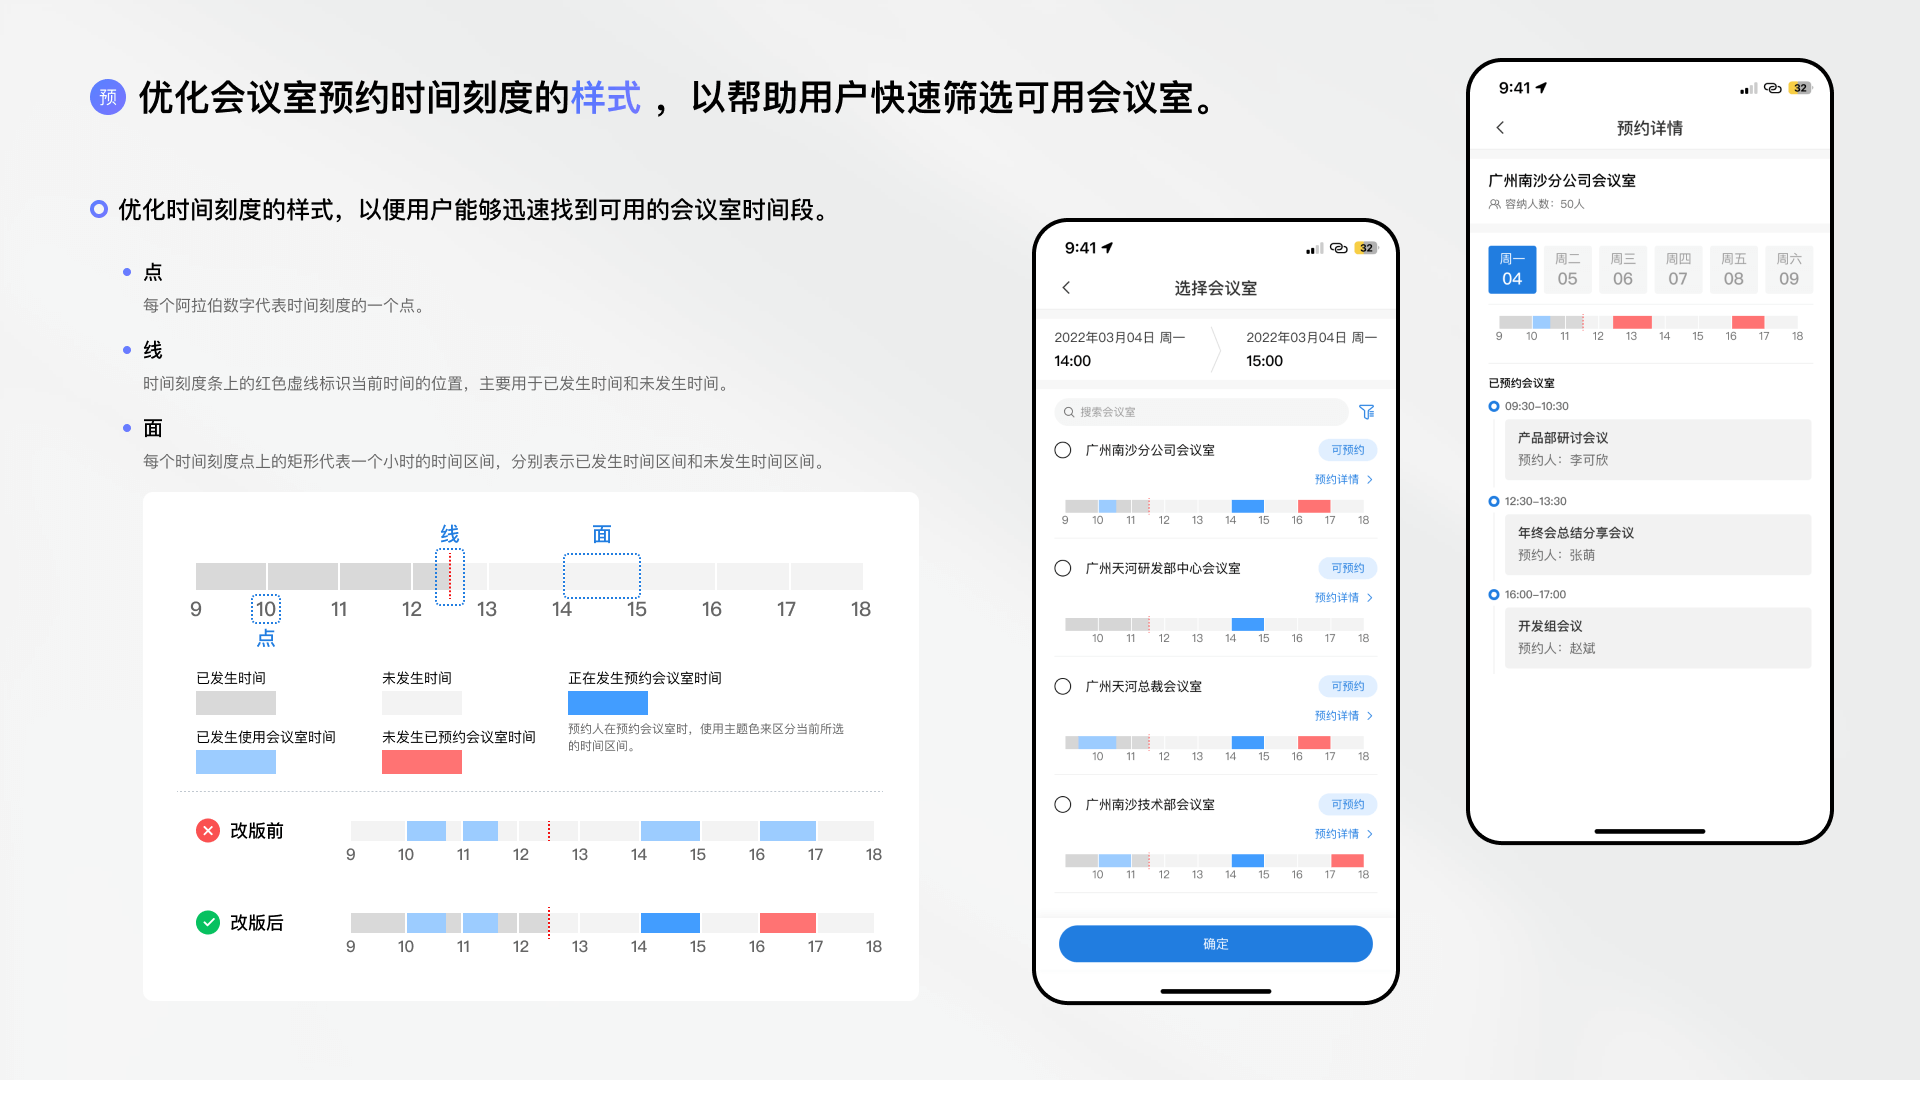 预 优化会议室预约时间刻度的样式，以帮助用户快速筛选可用会议室。
优化时间刻度的样式，以便用户能够迅速找到可用的会议室时间段。
点
每个阿拉伯数字代表时间刻度的一个点。
线
时间刻度条上的红色虚线标识当前时间的位置，主要用于已发生时间和未发生时间。
面
每个时间刻度点上的矩形代表一个小时的时间区间，分别表示已发生时间区间和未发生时间区间。
线 面
9 10 11 12 13 14 15 16 17 18
点
已发生时间 未发生时间 正在发生预约会议室时间
预约人在预约会议室时，使用主题色来区分当前所选
的时间区间。
已发生使用会议室时间 未发生已预约会议室时间
改版前
9 10 11 12 13 14 15 16 17 18
改版后
9 10 11 12 13 14 15 16 17 18
9:41 32
选择会议室
2022年03月04日 周一 2022年03月04日 周一
14:00 15:00
搜索会议室
广州南沙分公司会议室 可预约
预约详情
9 10 11 12 13 14 15 16 17 18
广州天河研发部中心会议室 可预约
预约详情
10 11 12 13 14 15 16 17 18
广州天河总裁会议室 可预约
预约详情
10 11 12 13 14 15 16 17 18
广州南沙技术部会议室 可预约
预约详情
10 11 12 13 14 15 16 17 18
确定
9:41 32
预约详情
广州南沙分公司会议室
容纳人数：50人
周一 周二 周三 周四 周五 周六
04 05 06 07 08 09
9 10 11 12 13 14 15 16 17 18
已预约会议室
09:30-10:30
产品部研讨会议
预约人：李可欣
12:30-13:30
年终会总结分享会议
预约人：张萌
16:00-17:00
开发组会议
预约人：赵斌